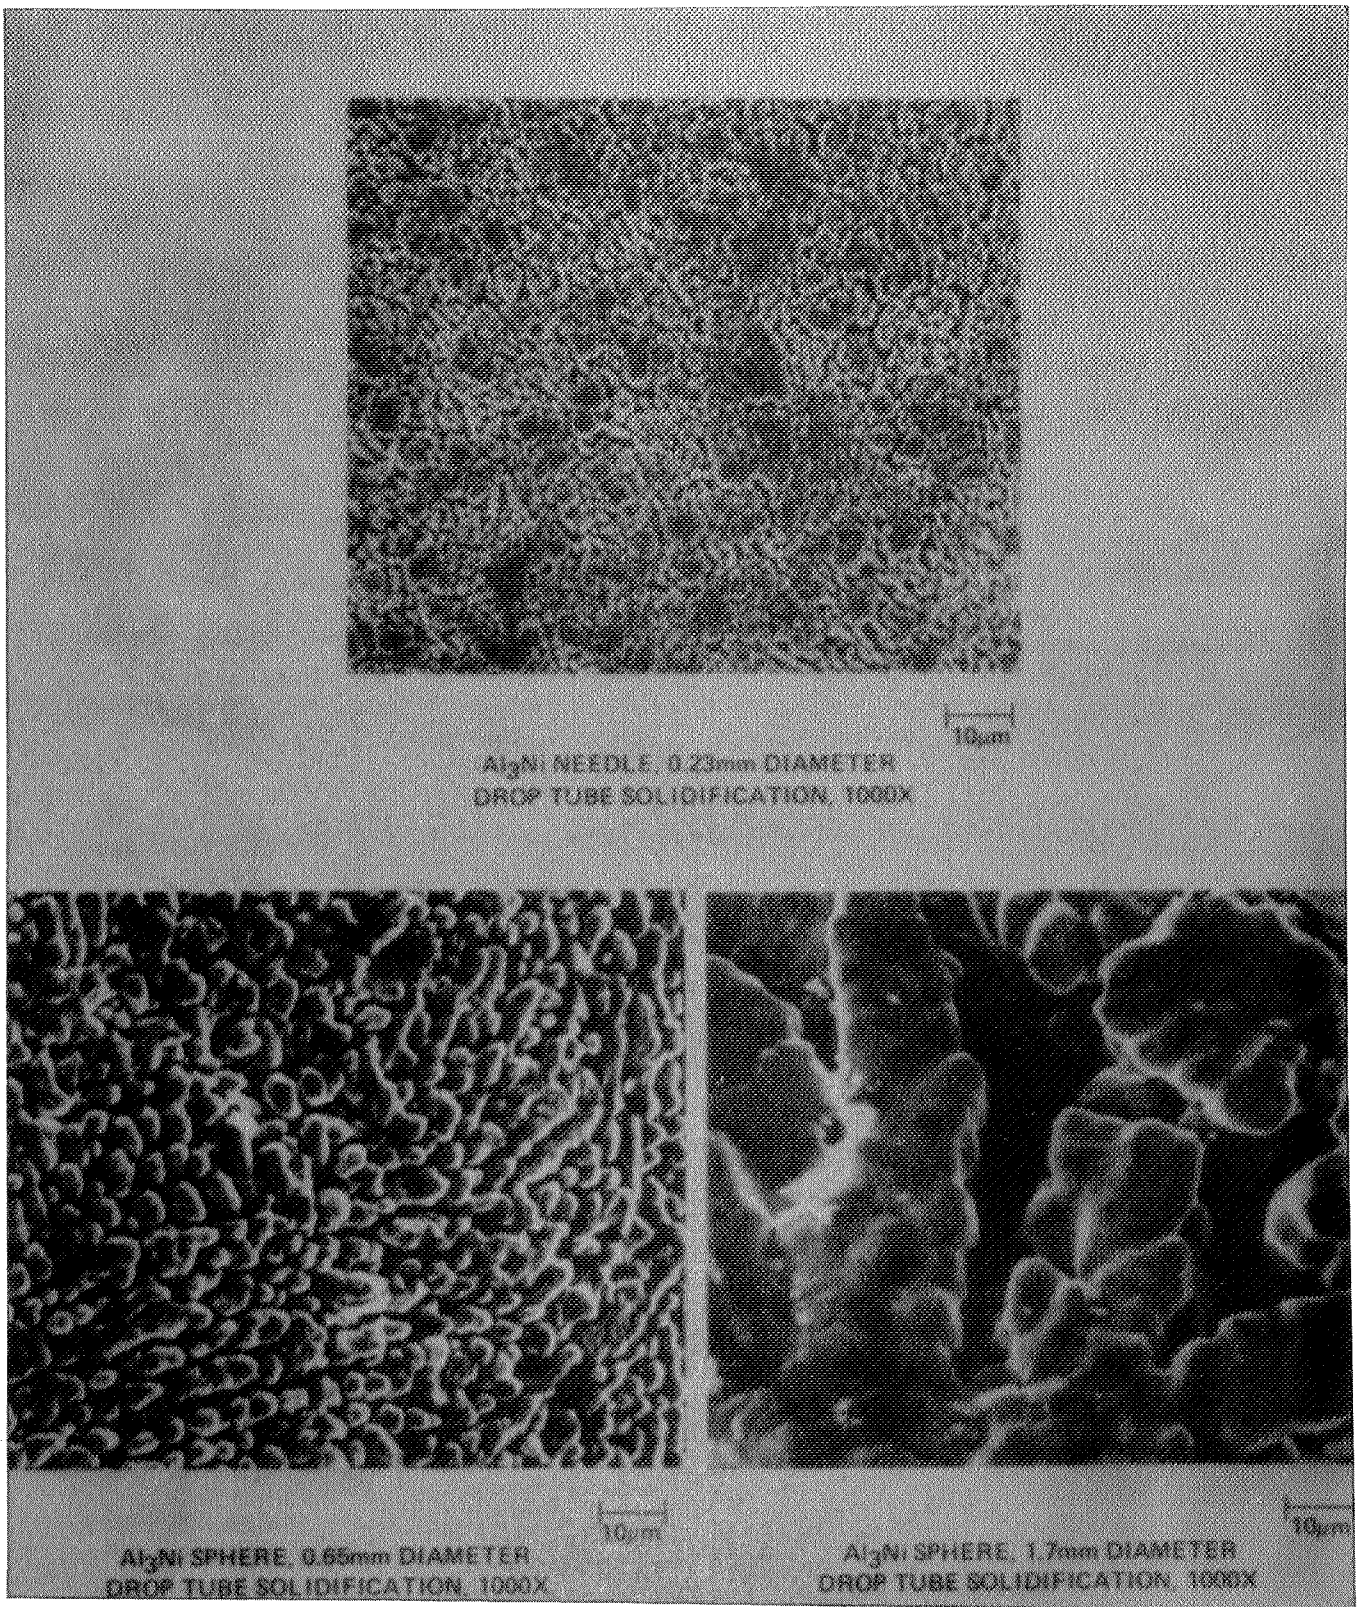 10μm
Al₃Ni NEEDLE, 0.23mm DIAMETER
DROP TUBE SOLIDIFICATION, 1000X
10μm
Al₃Ni SPHERE, 0.65mm DIAMETER
DROP TUBE SOLIDIFICATION, 1000X
10μm
Al₃Ni SPHERE, 1.7mm DIAMETER
DROP TUBE SOLIDIFICATION, 1000X